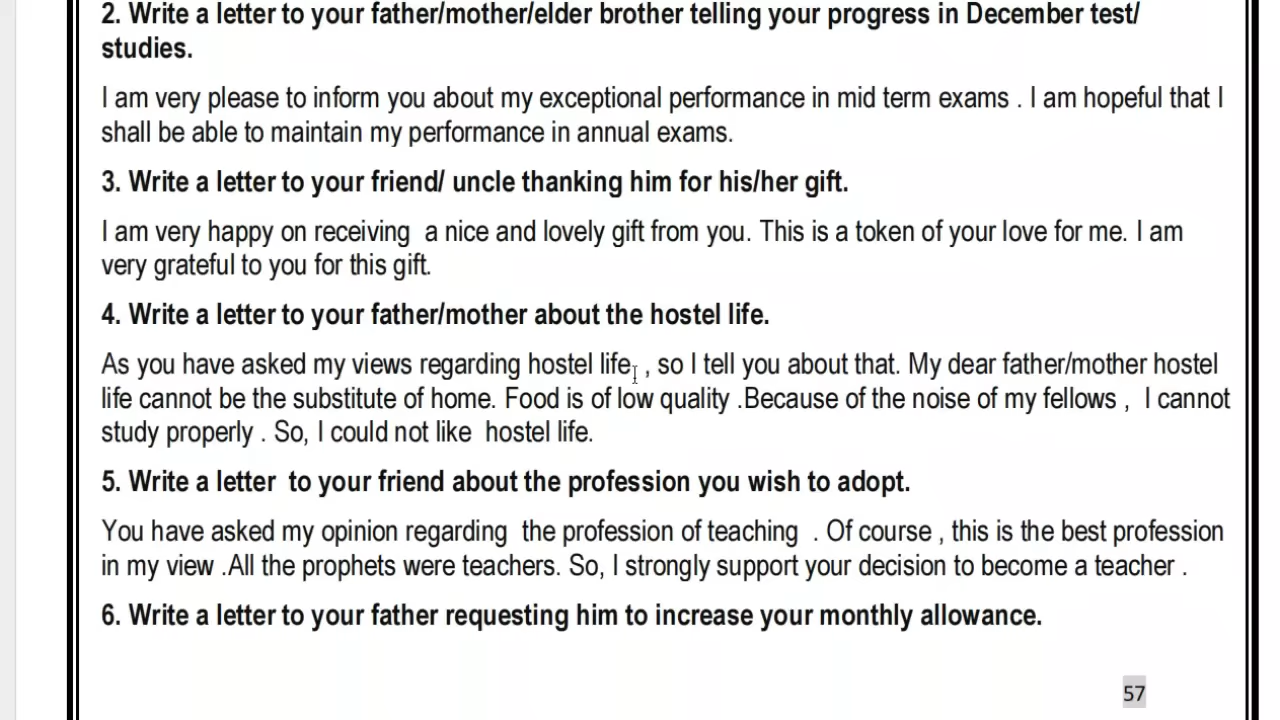 2. Write a letter to your father/mother/elder brother telling your progress in December test/
studies.
I am very please to inform you about my exceptional performance in mid term exams . I am hopeful that I
shall be able to maintain my performance in annual exams.
3. Write a letter to your friend/ uncle thanking him for his/her gift.
I am very happy on receiving  a nice and lovely gift from you. This is a token of your love for me. I am
very grateful to you for this gift.
4. Write a letter to your father/mother about the hostel life.
As you have asked my views regarding hostel life , so I tell you about that. My dear father/mother hostel
life cannot be the substitute of home. Food is of low quality .Because of the noise of my fellows ,  I cannot
study properly . So, I could not like  hostel life.
5. Write a letter  to your friend about the profession you wish to adopt.
You have asked my opinion regarding  the profession of teaching  . Of course , this is the best profession
in my view .All the prophets were teachers. So, I strongly support your decision to become a teacher .
6. Write a letter to your father requesting him to increase your monthly allowance.
57